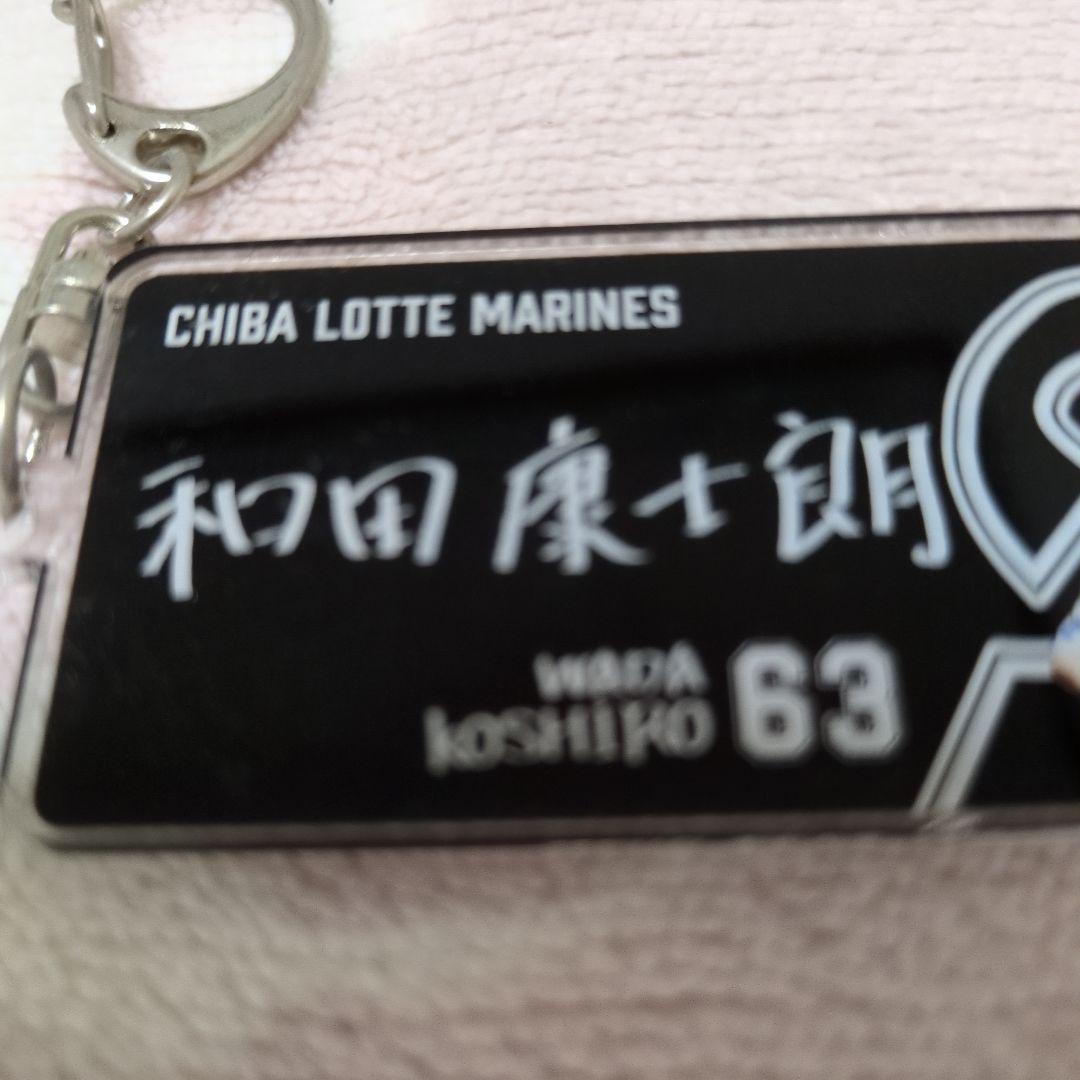 CHIBA LOTTE MARINES
和田康士朗
WADA
KOSHIRO
63